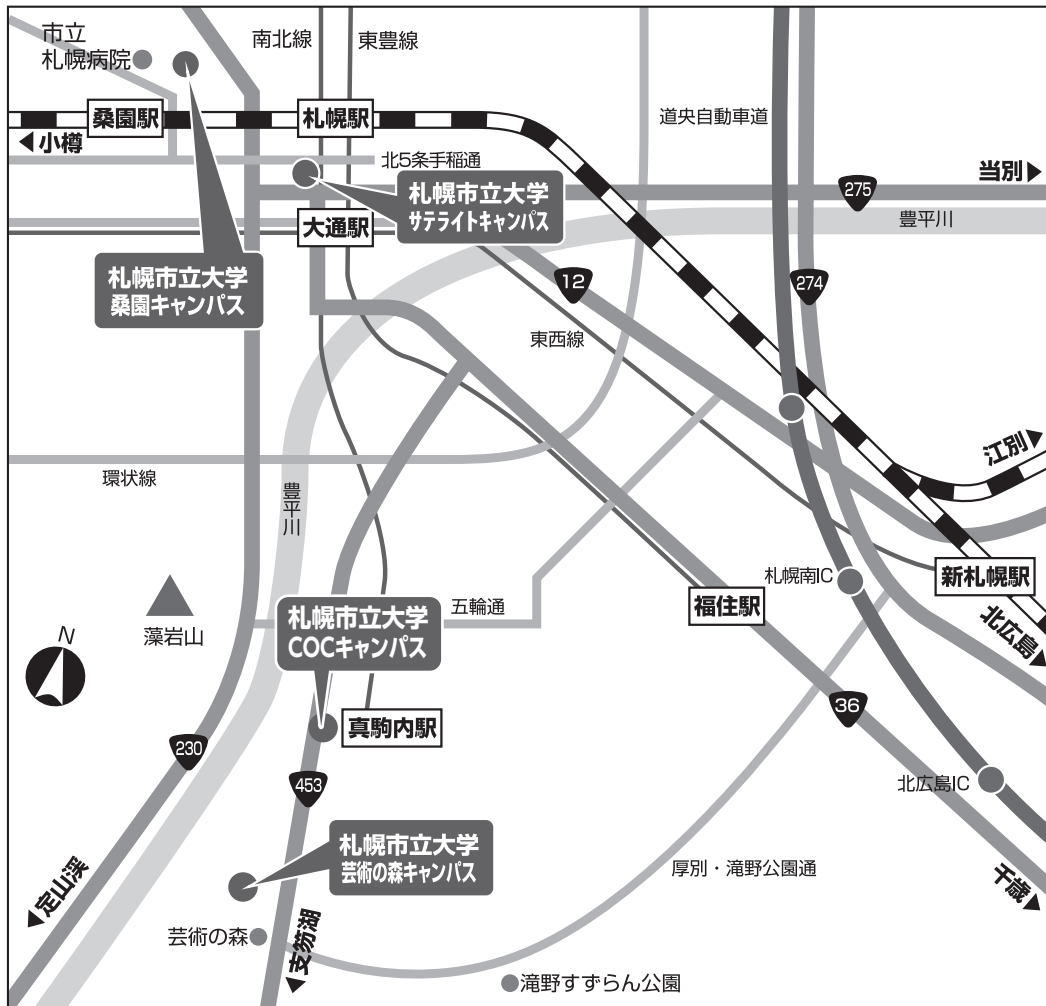 市立
札幌病院
南北線
東豊線
道央自動車道
桑園駅
札幌駅
◀小樽
北5条手稲通
札幌市立大学
サテライトキャンパス
当別▶
275
豊平川
大通駅
札幌市立大学
桑園キャンパス
12
274
東西線
江別▶
環状線
豊平川
札幌南IC
新札幌駅
福住駅
五輪通
札幌市立大学
COCキャンパス
藻岩山
N
北広島▶
真駒内駅
36
230
453
北広島IC
札幌市立大学
芸術の森キャンパス
厚別・滝野公園通
千歳▶
◀定山渓
芸術の森
◀支笏湖
滝野すずらん公園